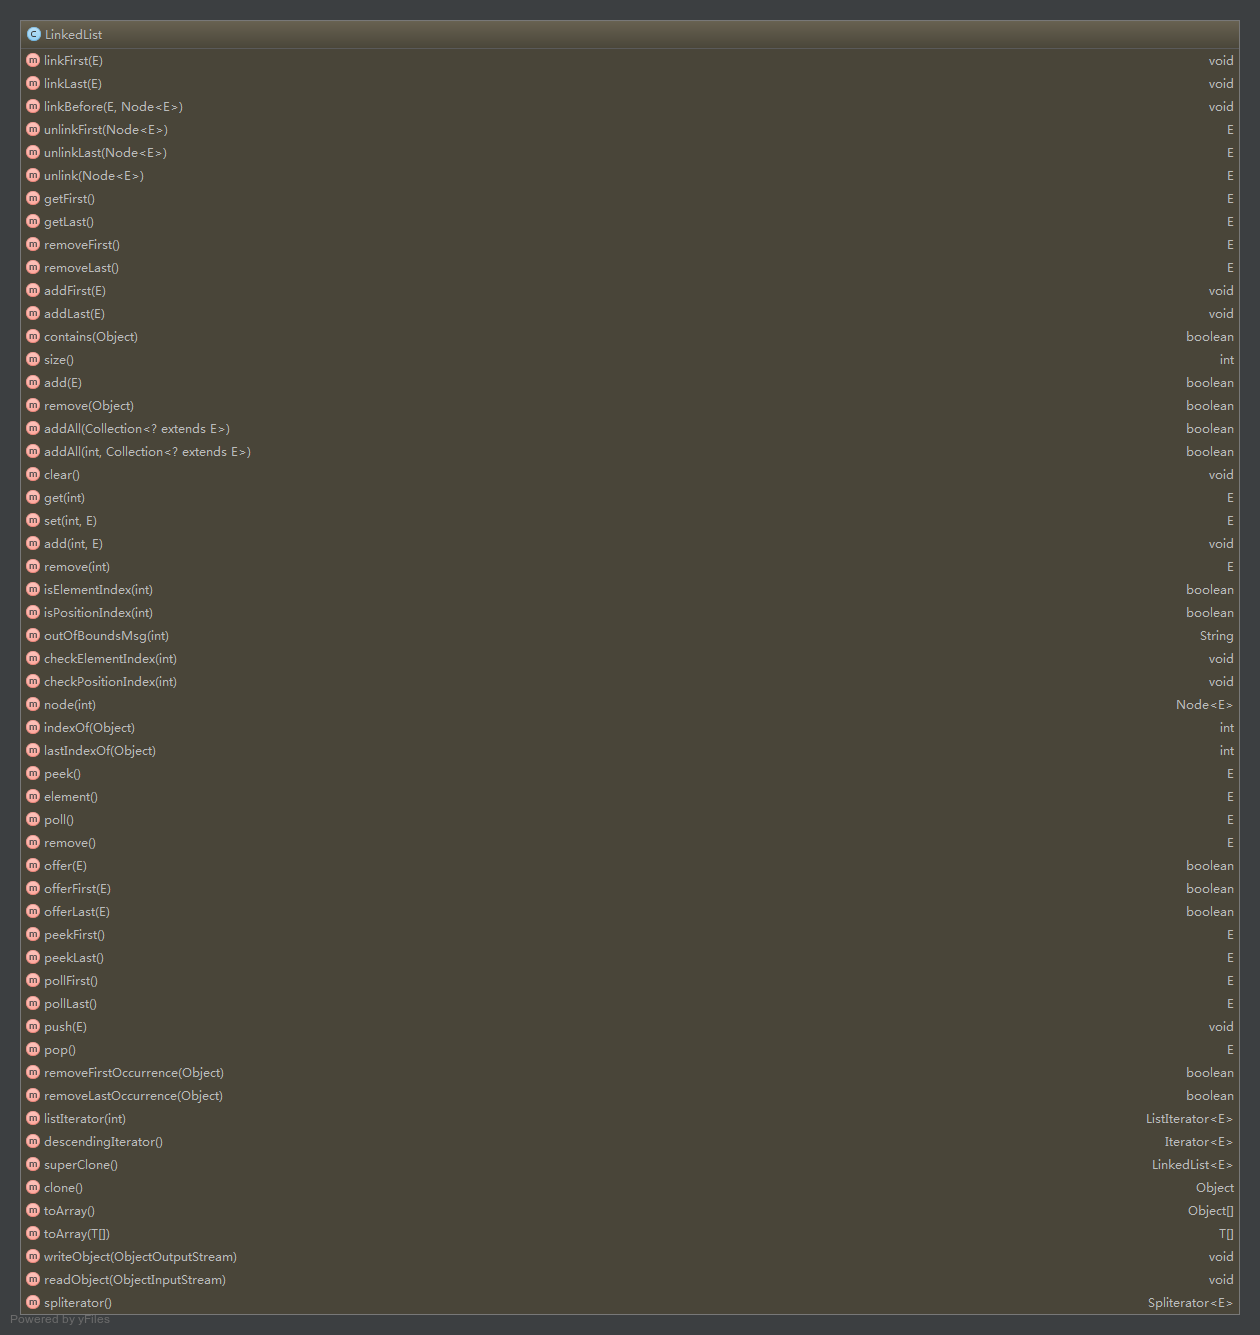 C LinkedList
m linkFirst(E) void
m linkLast(E) void
m linkBefore(E, Node<E>) void
m unlinkFirst(Node<E>) E
m unlinkLast(Node<E>) E
m unlink(Node<E>) E
m getFirst() E
m getLast() E
m removeFirst() E
m removeLast() E
m addFirst(E) void
m addLast(E) void
m contains(Object) boolean
m size() int
m add(E) boolean
m remove(Object) boolean
m addAll(Collection<? extends E>) boolean
m addAll(int, Collection<? extends E>) boolean
m clear() void
m get(int) E
m set(int, E) E
m add(int, E) void
m remove(int) E
m isElementIndex(int) boolean
m isPositionIndex(int) boolean
m outOfBoundsMsg(int) String
m checkElementIndex(int) void
m checkPositionIndex(int) void
m node(int) Node<E>
m indexOf(Object) int
m lastIndexOf(Object) int
m peek() E
m element() E
m poll() E
m remove() E
m offer(E) boolean
m offerFirst(E) boolean
m offerLast(E) boolean
m peekFirst() E
m peekLast() E
m pollFirst() E
m pollLast() E
m push(E) void
m pop() E
m removeFirstOccurrence(Object) boolean
m removeLastOccurrence(Object) boolean
m listIterator(int) ListIterator<E>
m descendingIterator() Iterator<E>
m superClone() LinkedList<E>
m clone() Object
m toArray() Object[]
m toArray(T[]) T[]
m writeObject(ObjectOutputStream) void
m readObject(ObjectInputStream) void
m spliterator() Spliterator<E>
Powered by yFiles